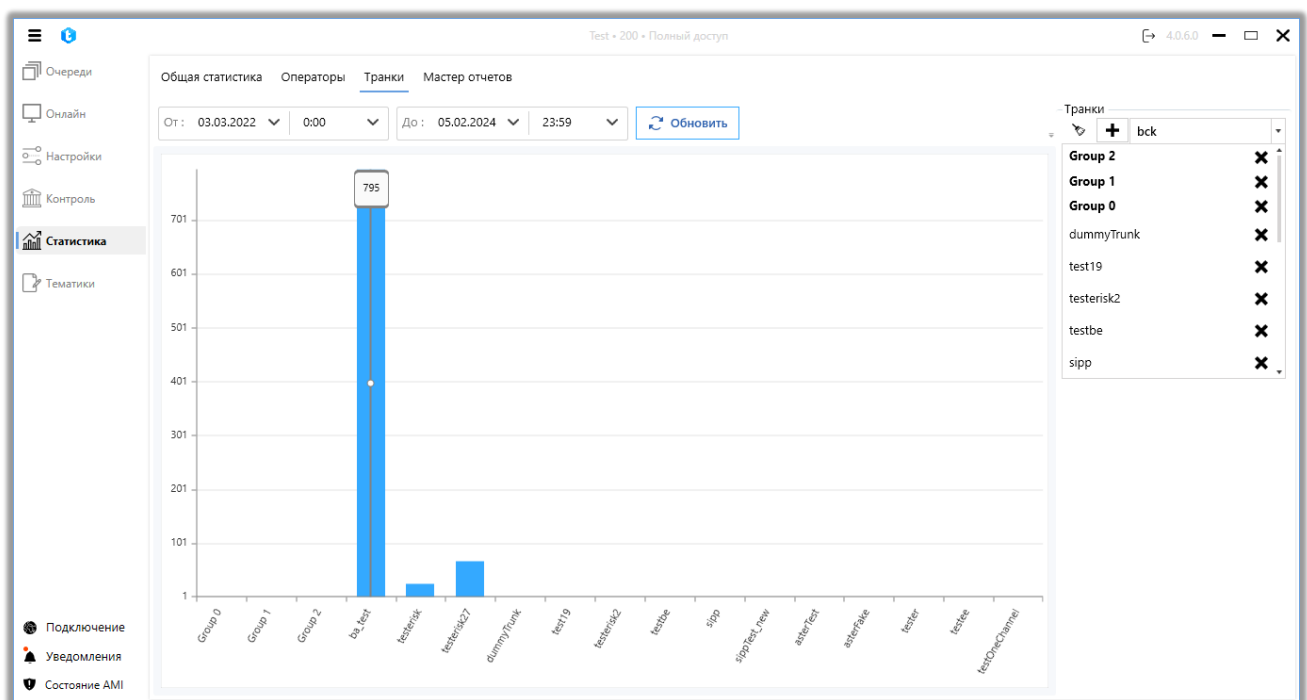 Test • 200 • Полный доступ
4.0.6.0
Очереди
Онлайн
Настройки
Контроль
Статистика
Тематики
Подключение
Уведомления
Состояние AMI
Общая статистика Операторы Транки Мастер отчетов
От : 03.03.2022 0:00 До : 05.02.2024 23:59 Обновить
795
701
601
501
401
301
201
101
1
Group 0 Group 1 Group 2 ba_test testerisk testerisk27 dummyTrunk test19 testerisk2 testbe sipp sippTest_new asterTest asterFake tester testee testOneChannel
Транки
bck
Group 2
Group 1
Group 0
dummyTrunk
test19
testerisk2
testbe
sipp